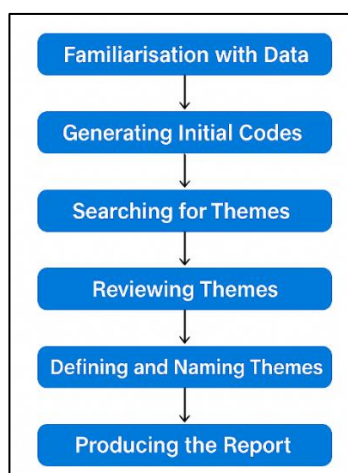 Familiarisation with Data
Generating Initial Codes
Searching for Themes
Reviewing Themes
Defining and Naming Themes
Producing the Report